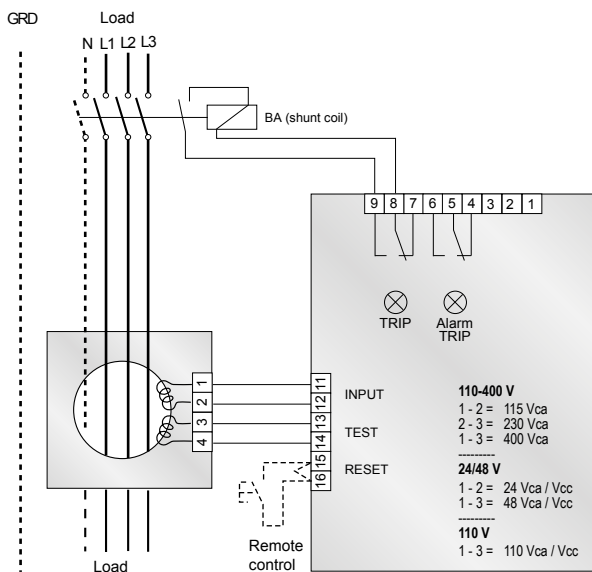 GRD
Load
N L1 L2 L3
BA (shunt coil)
9 8 7 6 5 4 3 2 1
TRIP
Alarm
TRIP
1
2
3
4
11
12
13
14
15
16
INPUT
TEST
RESET
110-400 V
1 - 2 = 115 Vca
2 - 3 = 230 Vca
1 - 3 = 400 Vca
---------
24/48 V
1 - 2 = 24 Vca / Vcc
1 - 3 = 48 Vca / Vcc
---------
110 V
1 - 3 = 110 Vca / Vcc
Remote
control
Load